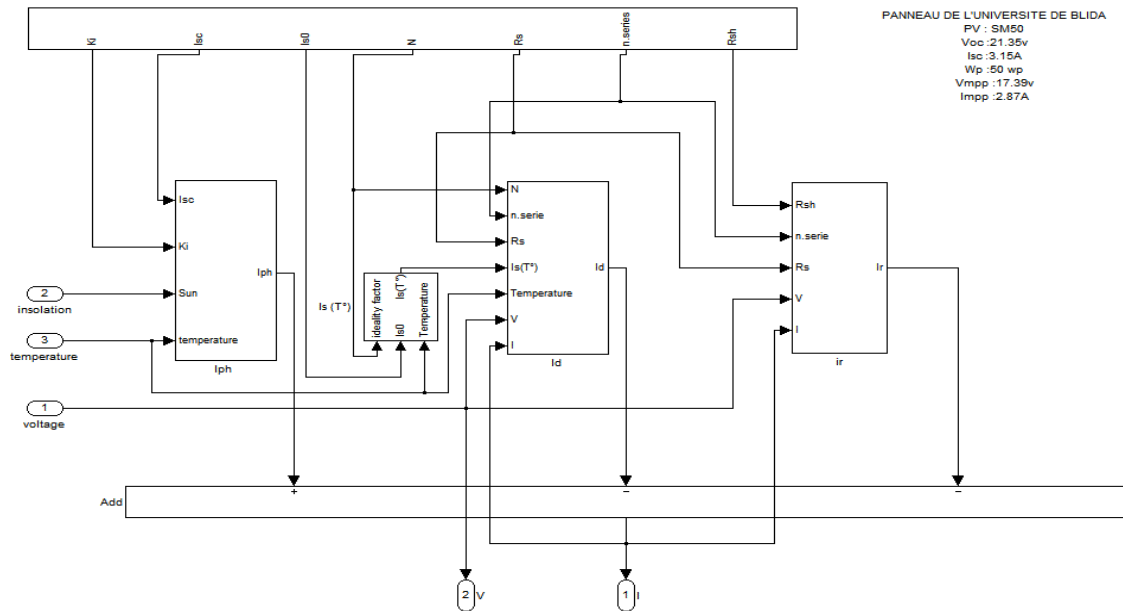 PANNEAU DE L'UNIVERSITE DE BLIDA
PV : SM50
Voc :21.35v
Isc :3.15A
Wp :50 wp
Vmpp :17.39v
Impp :2.87A
Ki
Isc
Is0
N
Rs
n.series
Rsh
Isc
Ki
Sun
temperature
Iph
Iph
2
insolation
3
temperature
1
voltage
Is (T°)
ideality factor
Is0
Is(T°)
Temperature
N
n.serie
Rs
Is(T°)
Temperature
V
I
Id
Id
Rsh
n.serie
Rs
V
I
Ir
ir
Add
+
−
−
2
V
1
I